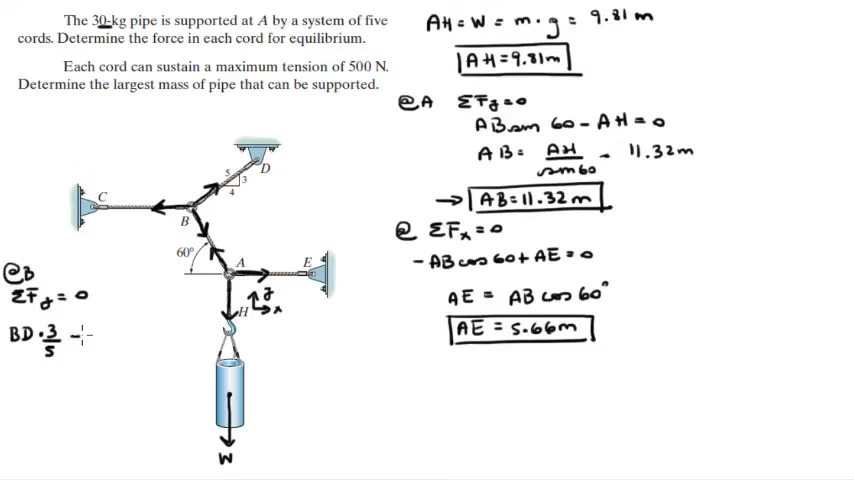 The 30-kg pipe is supported at A by a system of five
cords. Determine the force in each cord for equilibrium.
Each cord can sustain a maximum tension of 500 N.
Determine the largest mass of pipe that can be supported.
D
5
3
4
C
B
60°
A
E
y
x
H
W
@B
ΣFy = 0
BD · 3/5 -
AH = W = m · g = 9.81 m
AH = 9.81m
@A ΣFy = 0
AB sin 60 - AH = 0
AB = AH/sin60 = 11.32m
→ AB = 11.32 m
@ ΣFx = 0
-AB cos 60 + AE = 0
AE = AB cos 60°
AE = 5.66m